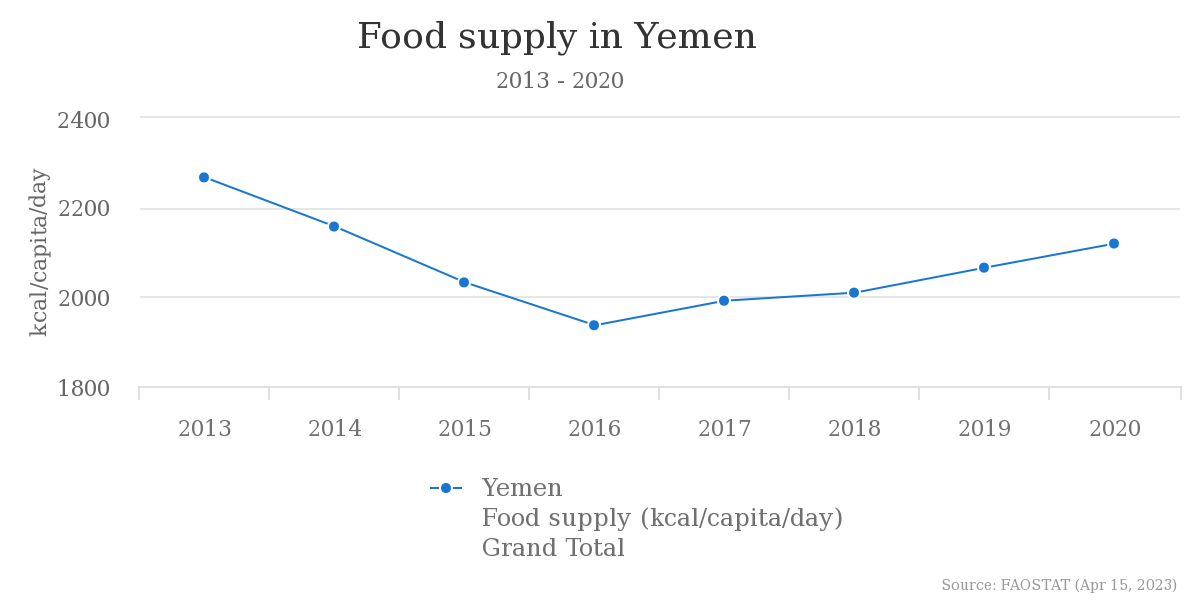 Food supply in Yemen
2013 - 2020
kcal/capita/day
2400
2200
2000
1800
2013 2014 2015 2016 2017 2018 2019 2020
Yemen
Food supply (kcal/capita/day)
Grand Total
Source: FAOSTAT (Apr 15, 2023)